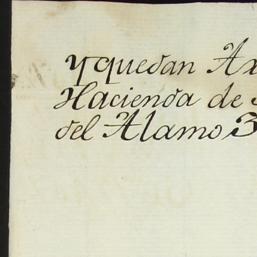 y quedan
Hacienda de
del Alamo 3